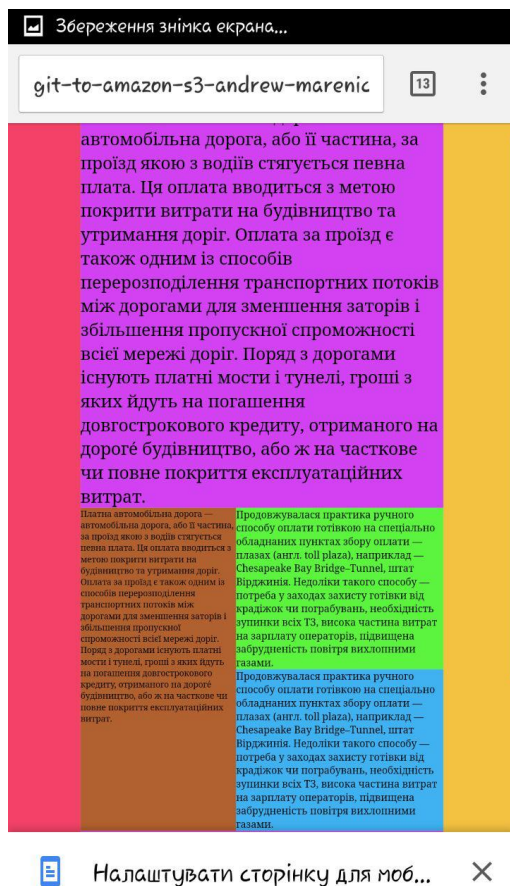 Збереження знімка екрана...
git-to-amazon-s3-andrew-marenic
13
автомобільна дорога, або її частина, за
проїзд якою з водіїв стягується певна
плата. Ця оплата вводиться з метою
покрити витрати на будівництво та
утримання доріг. Оплата за проїзд є
також одним із способів
перерозподілення транспортних потоків
між дорогами для зменшення заторів і
збільшення пропускної спроможності
всієї мережі доріг. Поряд з дорогами
існують платні мости і тунелі, гроші з
яких йдуть на погашення
довгострокового кредиту, отриманого на
дороге́ будівництво, або ж на часткове
чи повне покриття експлуатаційних
витрат.
Платна автомобільна дорога —
автомобільна дорога, або її частина,
за проїзд якою з водіїв стягується
певна плата. Ця оплата вводиться з
метою покрити витрати на
будівництво та утримання доріг.
Оплата за проїзд є також одним із
способів перерозподілення
транспортних потоків між
дорогами для зменшення заторів і
збільшення пропускної
спроможності всієї мережі доріг.
Поряд з дорогами існують платні
мости і тунелі, гроші з яких йдуть
на погашення довгострокового
кредиту, отриманого на дороге́
будівництво, або ж на часткове чи
повне покриття експлуатаційних
витрат.
Продовжувалася практика ручного
способу оплати готівкою на спеціально
обладнаних пунктах збору оплати —
плазах (англ. toll plaza), наприклад —
Chesapeake Bay Bridge–Tunnel, штат
Вірджинія. Недоліки такого способу —
потреба у заходах захисту готівки від
крадіжок чи пограбувань, необхідність
зупинки всіх ТЗ, висока частина витрат
на зарплату операторів, підвищена
забрудненість повітря вихлопними
газами.
Продовжувалася практика ручного
способу оплати готівкою на спеціально
обладнаних пунктах збору оплати —
плазах (англ. toll plaza), наприклад —
Chesapeake Bay Bridge–Tunnel, штат
Вірджинія. Недоліки такого способу —
потреба у заходах захисту готівки від
крадіжок чи пограбувань, необхідність
зупинки всіх ТЗ, висока частина витрат
на зарплату операторів, підвищена
забрудненість повітря вихлопними
газами.
Налаштувати сторінку для моб...